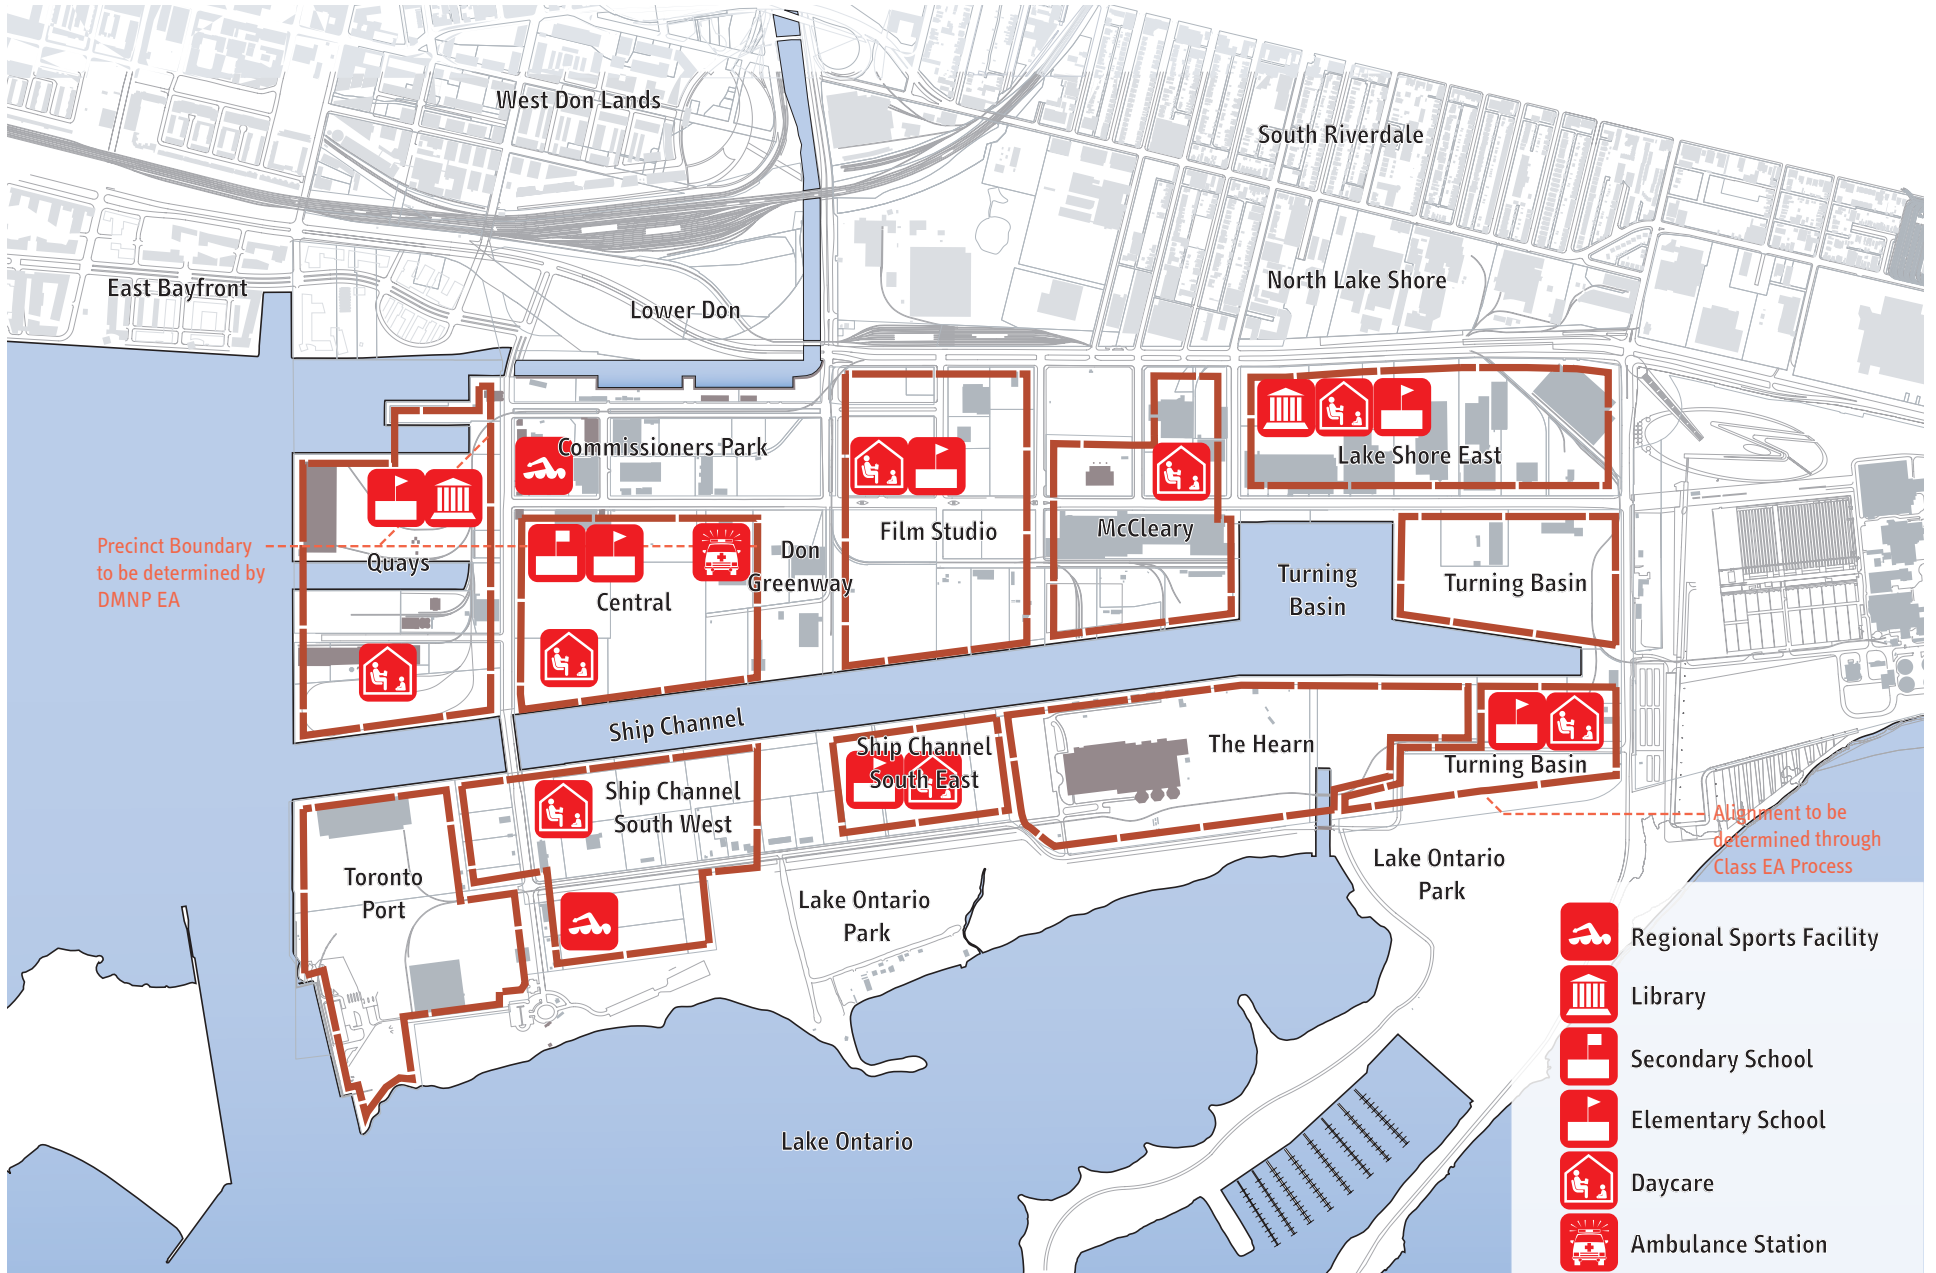 West Don Lands
South Riverdale
East Bayfront
North Lake Shore
Lower Don
Commissioners Park
Lake Shore East
Film Studio
McCleary
Precinct Boundary
to be determined by
DMNP EA
Quays
Central
Don
Greenway
Turning
Basin
Turning Basin
Ship Channel
Ship Channel
South East
The Hearn
Turning Basin
Ship Channel
South West
Alignment to be
determined through
Class EA Process
Toronto
Port
Lake Ontario
Park
Lake Ontario
Park
Lake Ontario
Regional Sports Facility
Library
Secondary School
Elementary School
Daycare
Ambulance Station